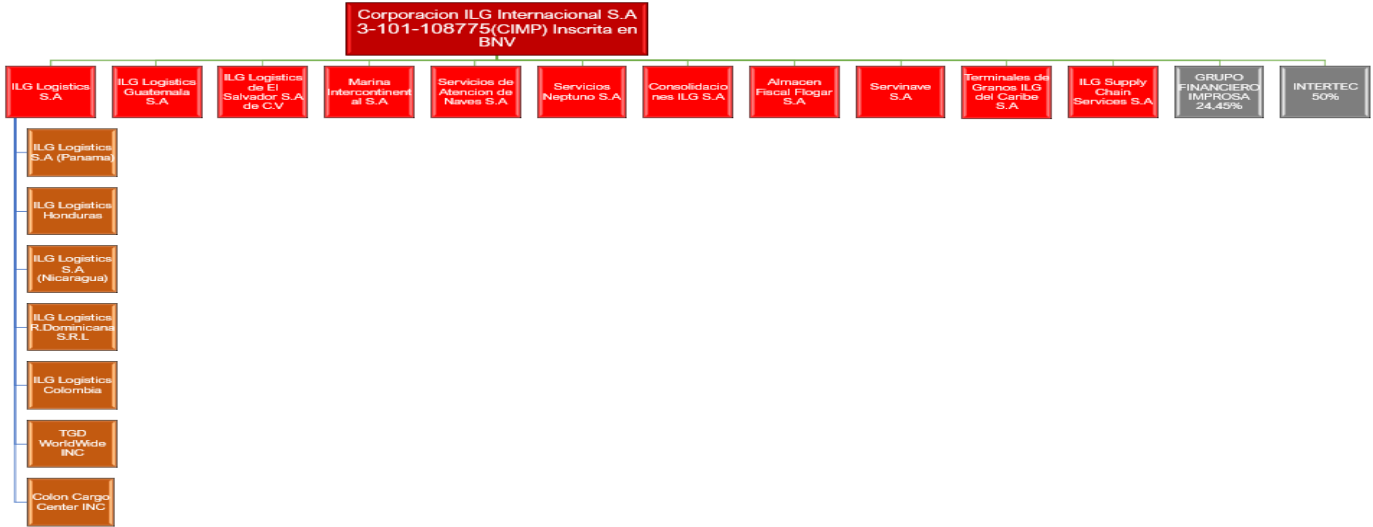 Corporacion ILG Internacional S.A
3-101-108775(CIMP) Inscrita en
BNV
ILG Logistics
S.A
ILG Logistics
Guatemala
S.A
ILG Logistics
de El
Salvador S.A
de C.V
Marina
Intercontinent
al S.A
Servicios de
Atencion de
Naves S.A
Servicios
Neptuno S.A
Consolidacio
nes ILG S.A
Almacen
Fiscal Flogar
S.A
Servinave
S.A
Terminales de
Granos ILG
del Caribe
S.A
ILG Supply
Chain
Services S.A
GRUPO
FINANCIERO
IMPROSA
24,45%
INTERTEC
50%
ILG Logistics
S.A (Panama)
ILG Logistics
Honduras
ILG Logistics
S.A
(Nicaragua)
ILG Logistics
R.Dominicana
S.R.L
ILG Logistics
Colombia
TGD
WorldWide
INC
Colon Cargo
Center INC